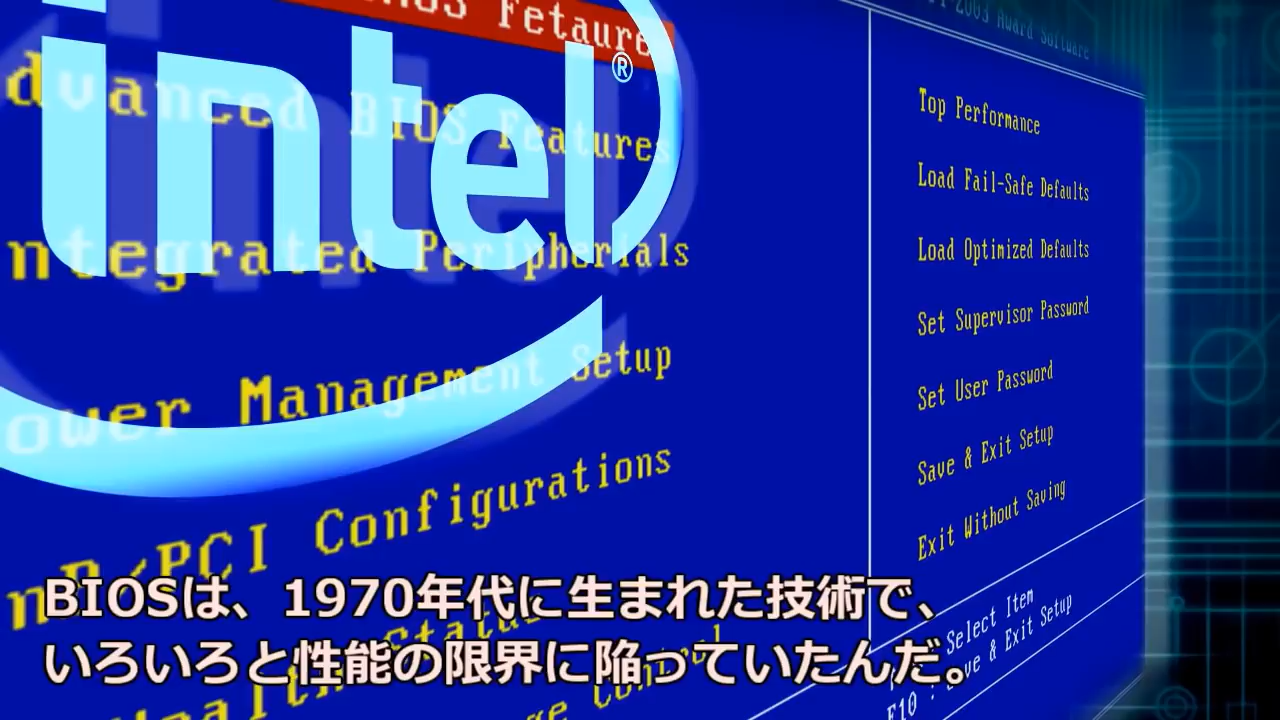 intel®
Fetaure
dvanced BIOS Features
ntegrated Peripherials
ower Management Setup
nP/PCI Configurations
2003 Award Software
Top Performance
Load Fail-Safe Defaults
Load Optimized Defaults
Set Supervisor Password
Set User Password
Save & Exit Setup
Exit Without Saving
Select Item
F10 : Save & Exit Setup
BIOSは、1970年代に生まれた技術で、
いろいろと性能の限界に陥っていたんだ。